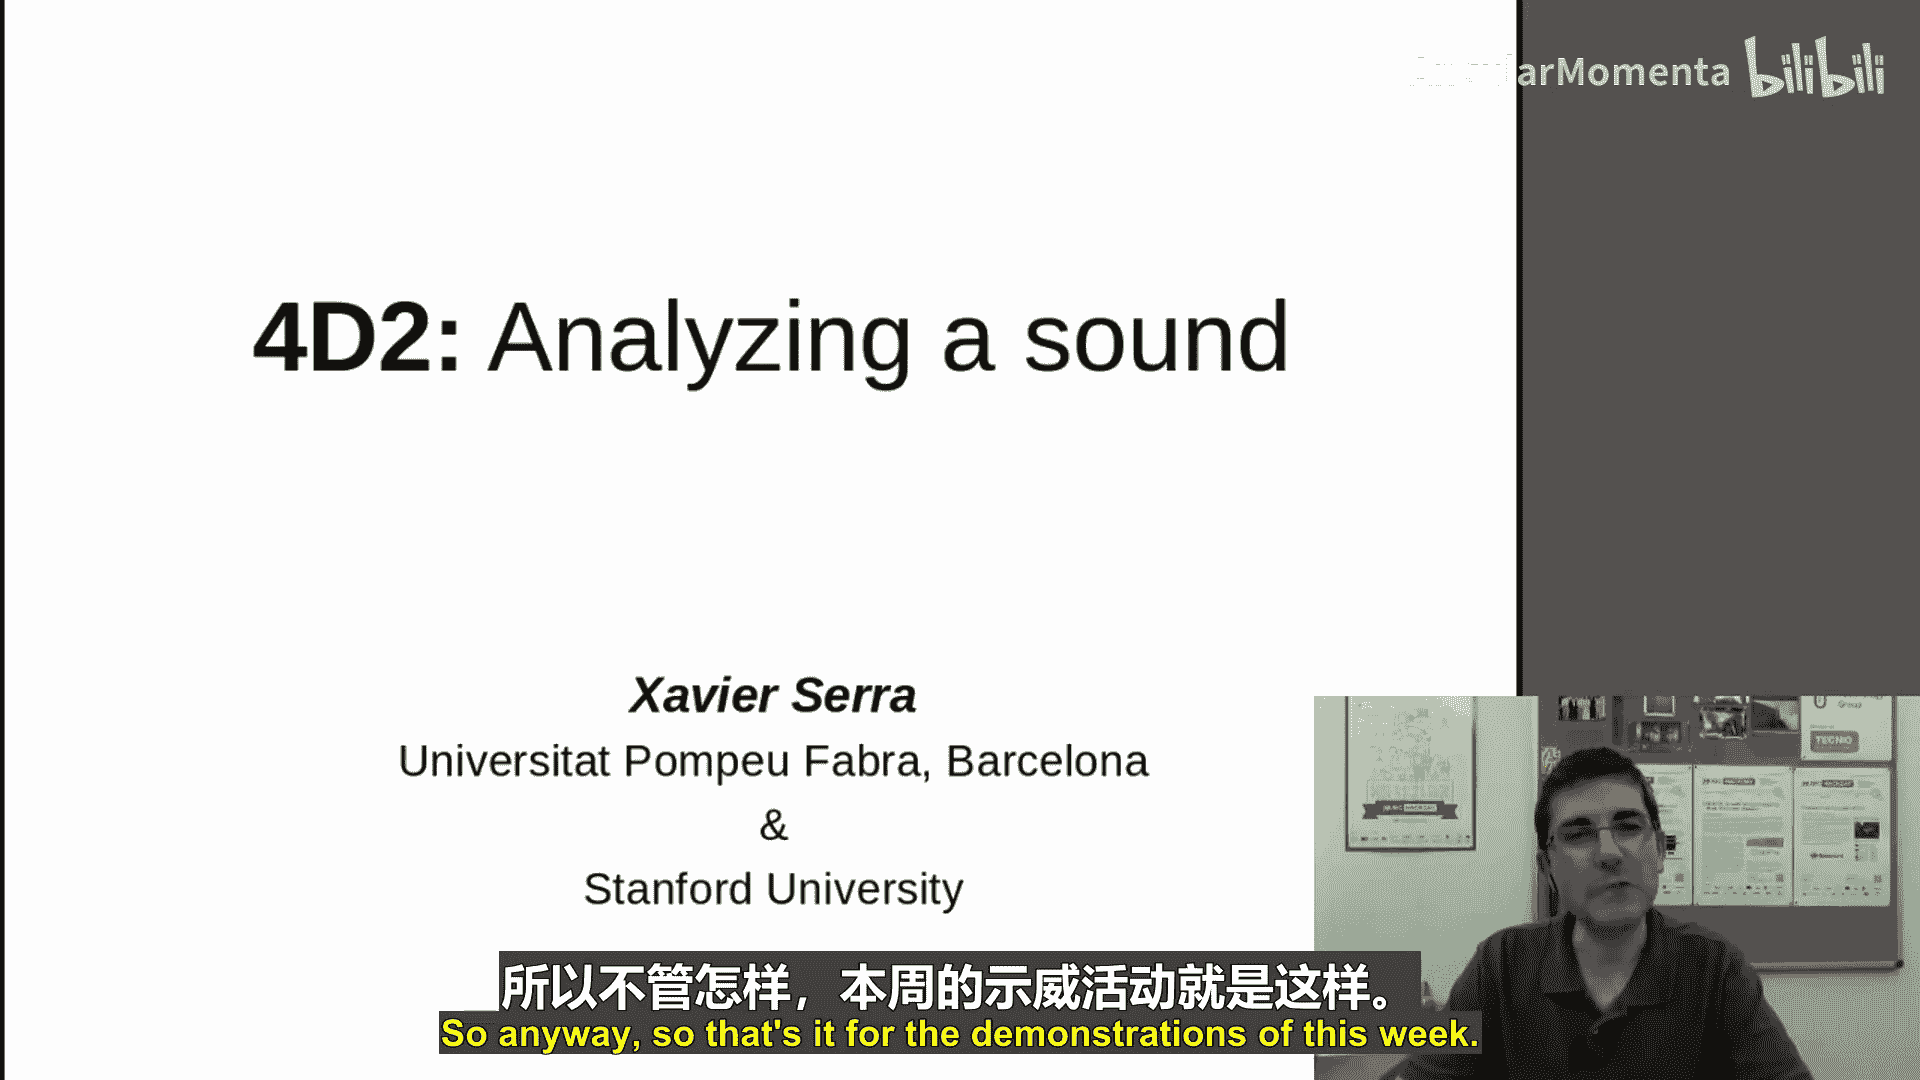 arMomenta bilibili
4D2: Analyzing a sound
Xavier Serra
Universitat Pompeu Fabra, Barcelona
&
Stanford University
Group
TECNIO
所以不管怎样，本周的示威活动就是这样。
So anyway, so that's it for the demonstrations of this week.